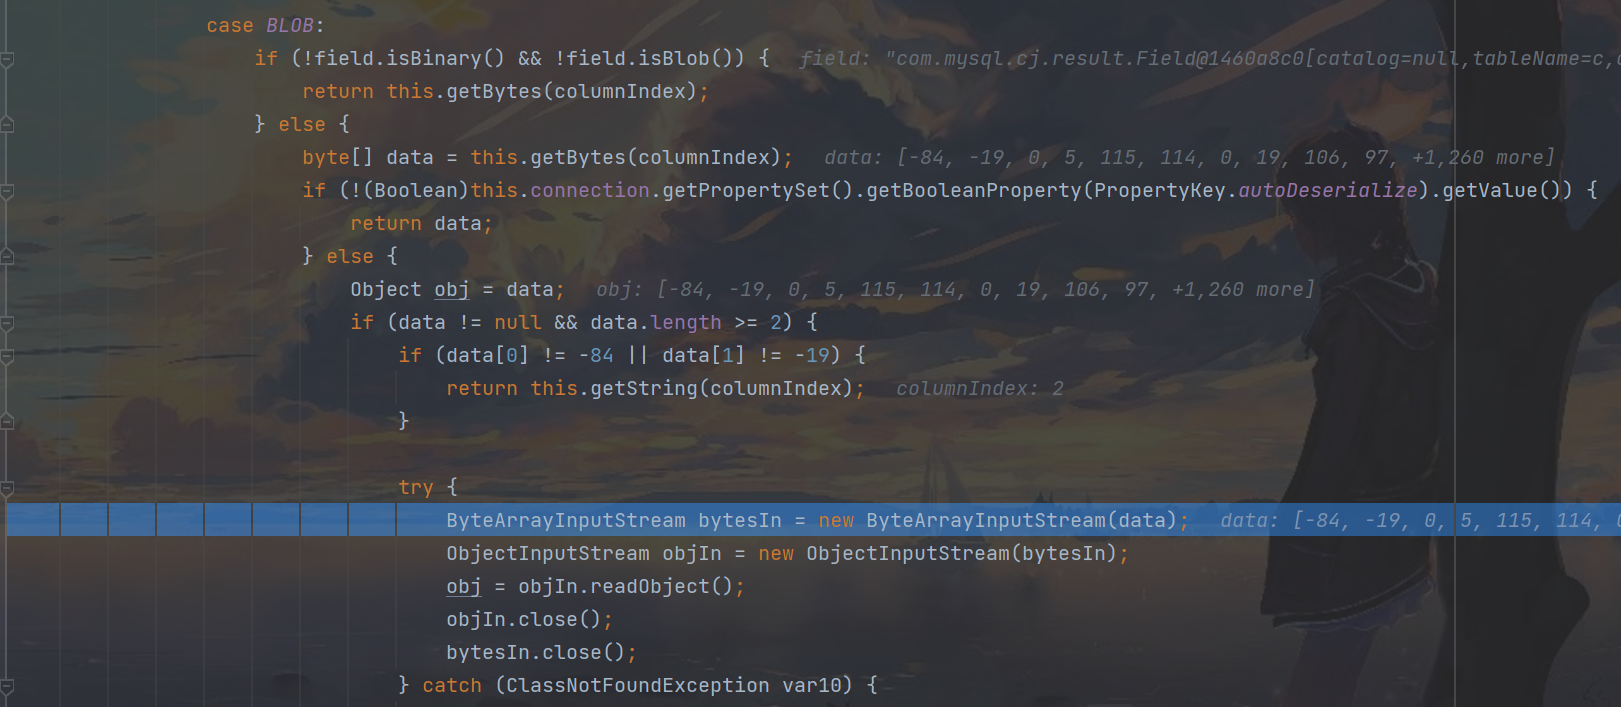 case BLOB:
if (!field.isBinary() && !field.isBlob()) {   field: "com.mysql.cj.result.Field@1460a8c0[catalog=null,tableName=c,
return this.getBytes(columnIndex);
} else {
byte[] data = this.getBytes(columnIndex);   data: [-84, -19, 0, 5, 115, 114, 0, 19, 106, 97, +1,260 more]
if (!(Boolean)this.connection.getPropertySet().getBooleanProperty(PropertyKey.autoDeserialize).getValue()) {
return data;
} else {
Object obj = data;   obj: [-84, -19, 0, 5, 115, 114, 0, 19, 106, 97, +1,260 more]
if (data != null && data.length >= 2) {
if (data[0] != -84 || data[1] != -19) {
return this.getString(columnIndex);   columnIndex: 2
}
try {
ByteArrayInputStream bytesIn = new ByteArrayInputStream(data);   data: [-84, -19, 0, 5, 115, 114,
ObjectInputStream objIn = new ObjectInputStream(bytesIn);
obj = objIn.readObject();
objIn.close();
bytesIn.close();
} catch (ClassNotFoundException var10) {